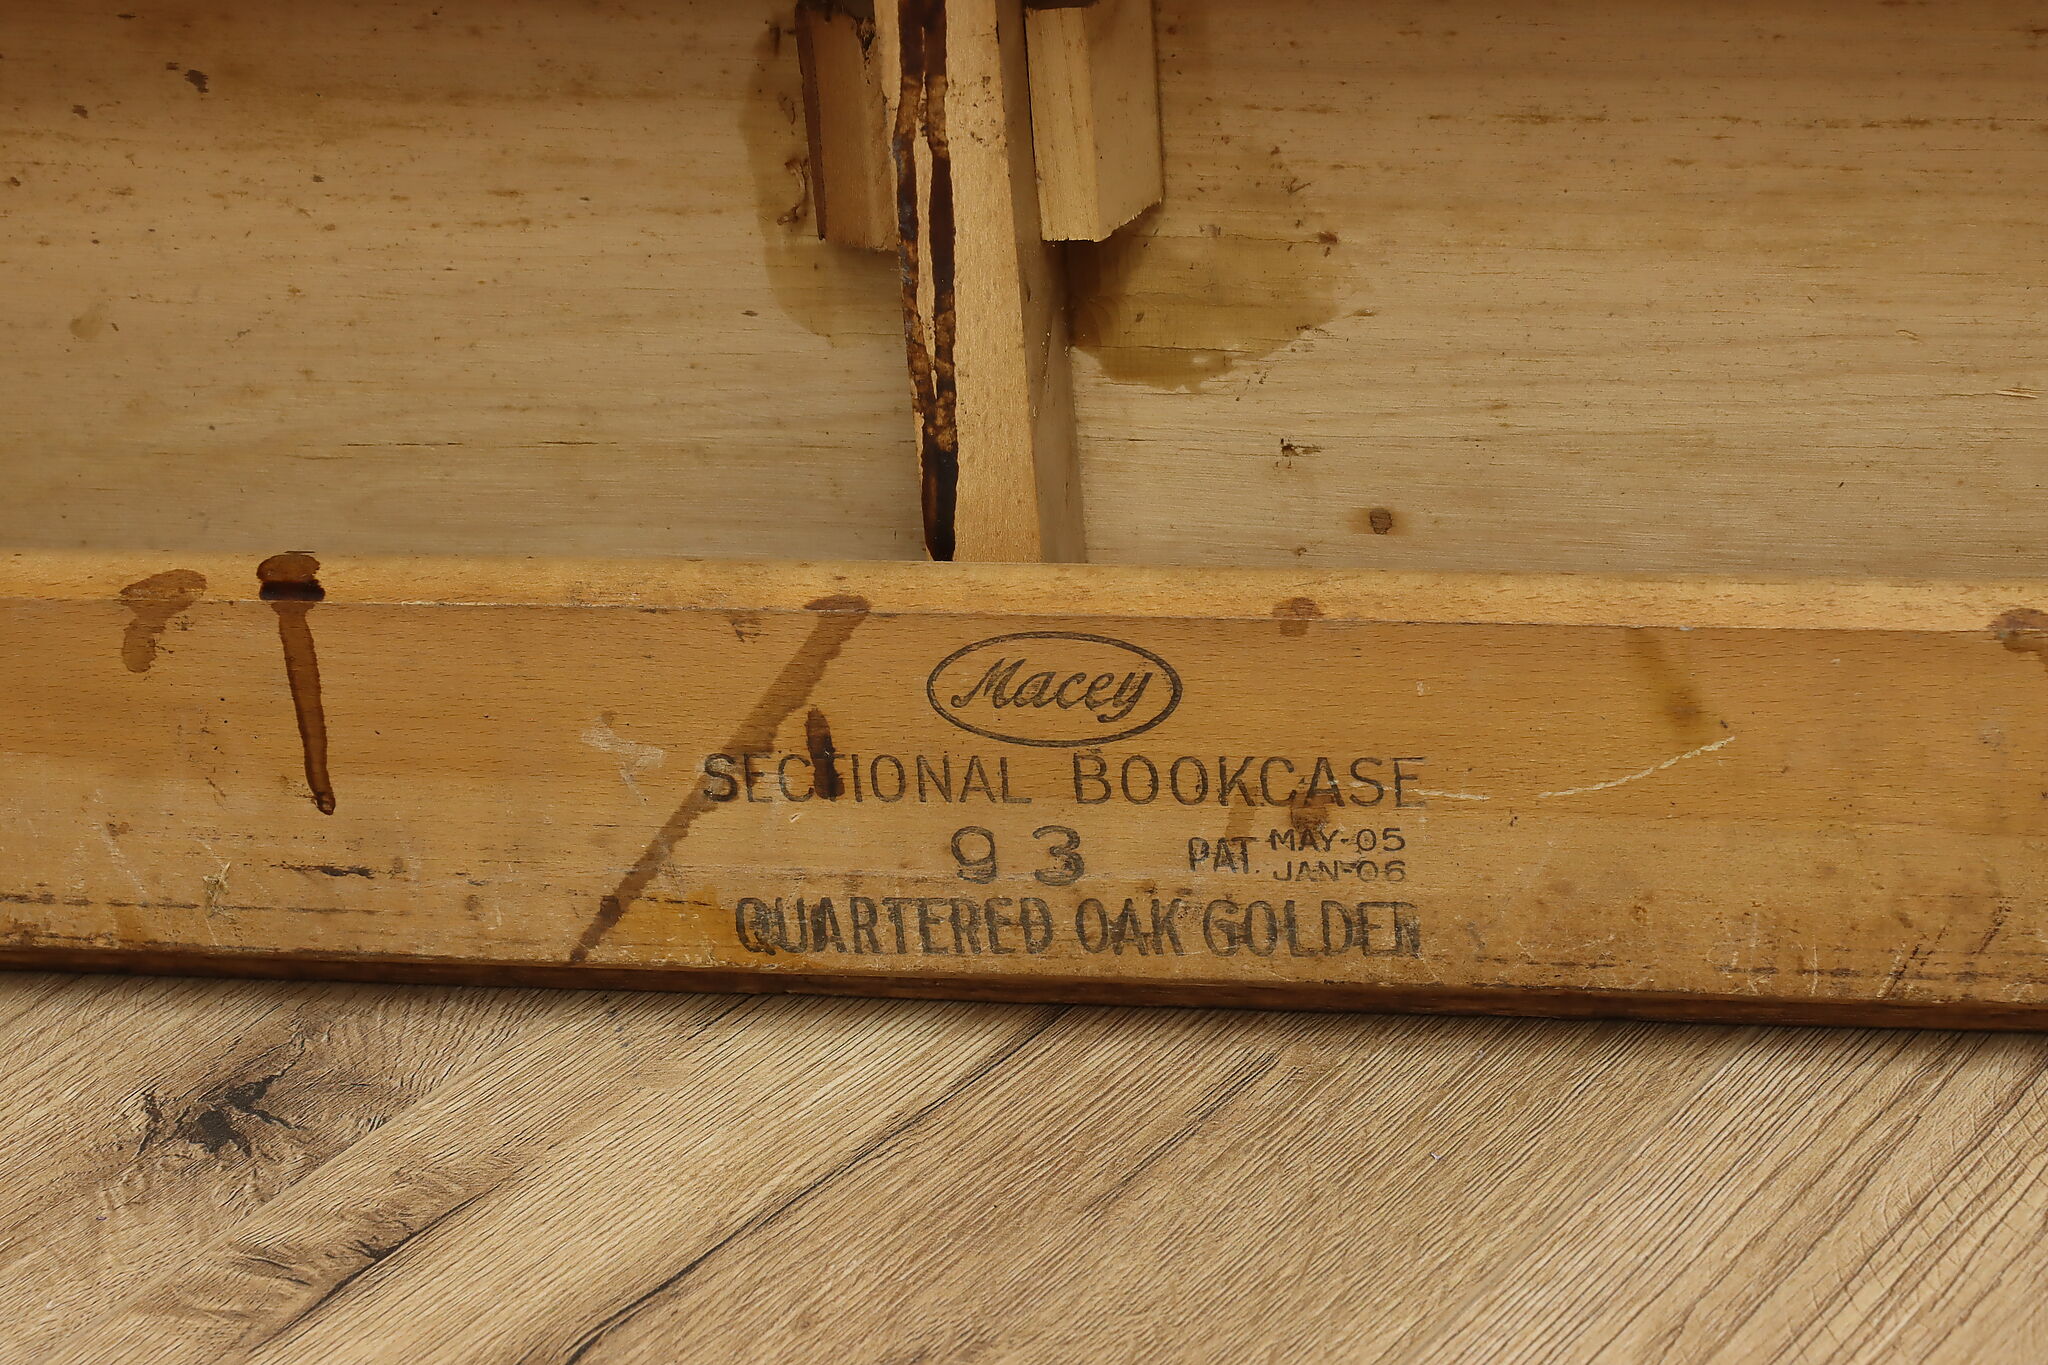 Macey
SECTIONAL BOOKCASE
93 PAT. MAY-05
JAN-06
QUARTERED OAK GOLDEN